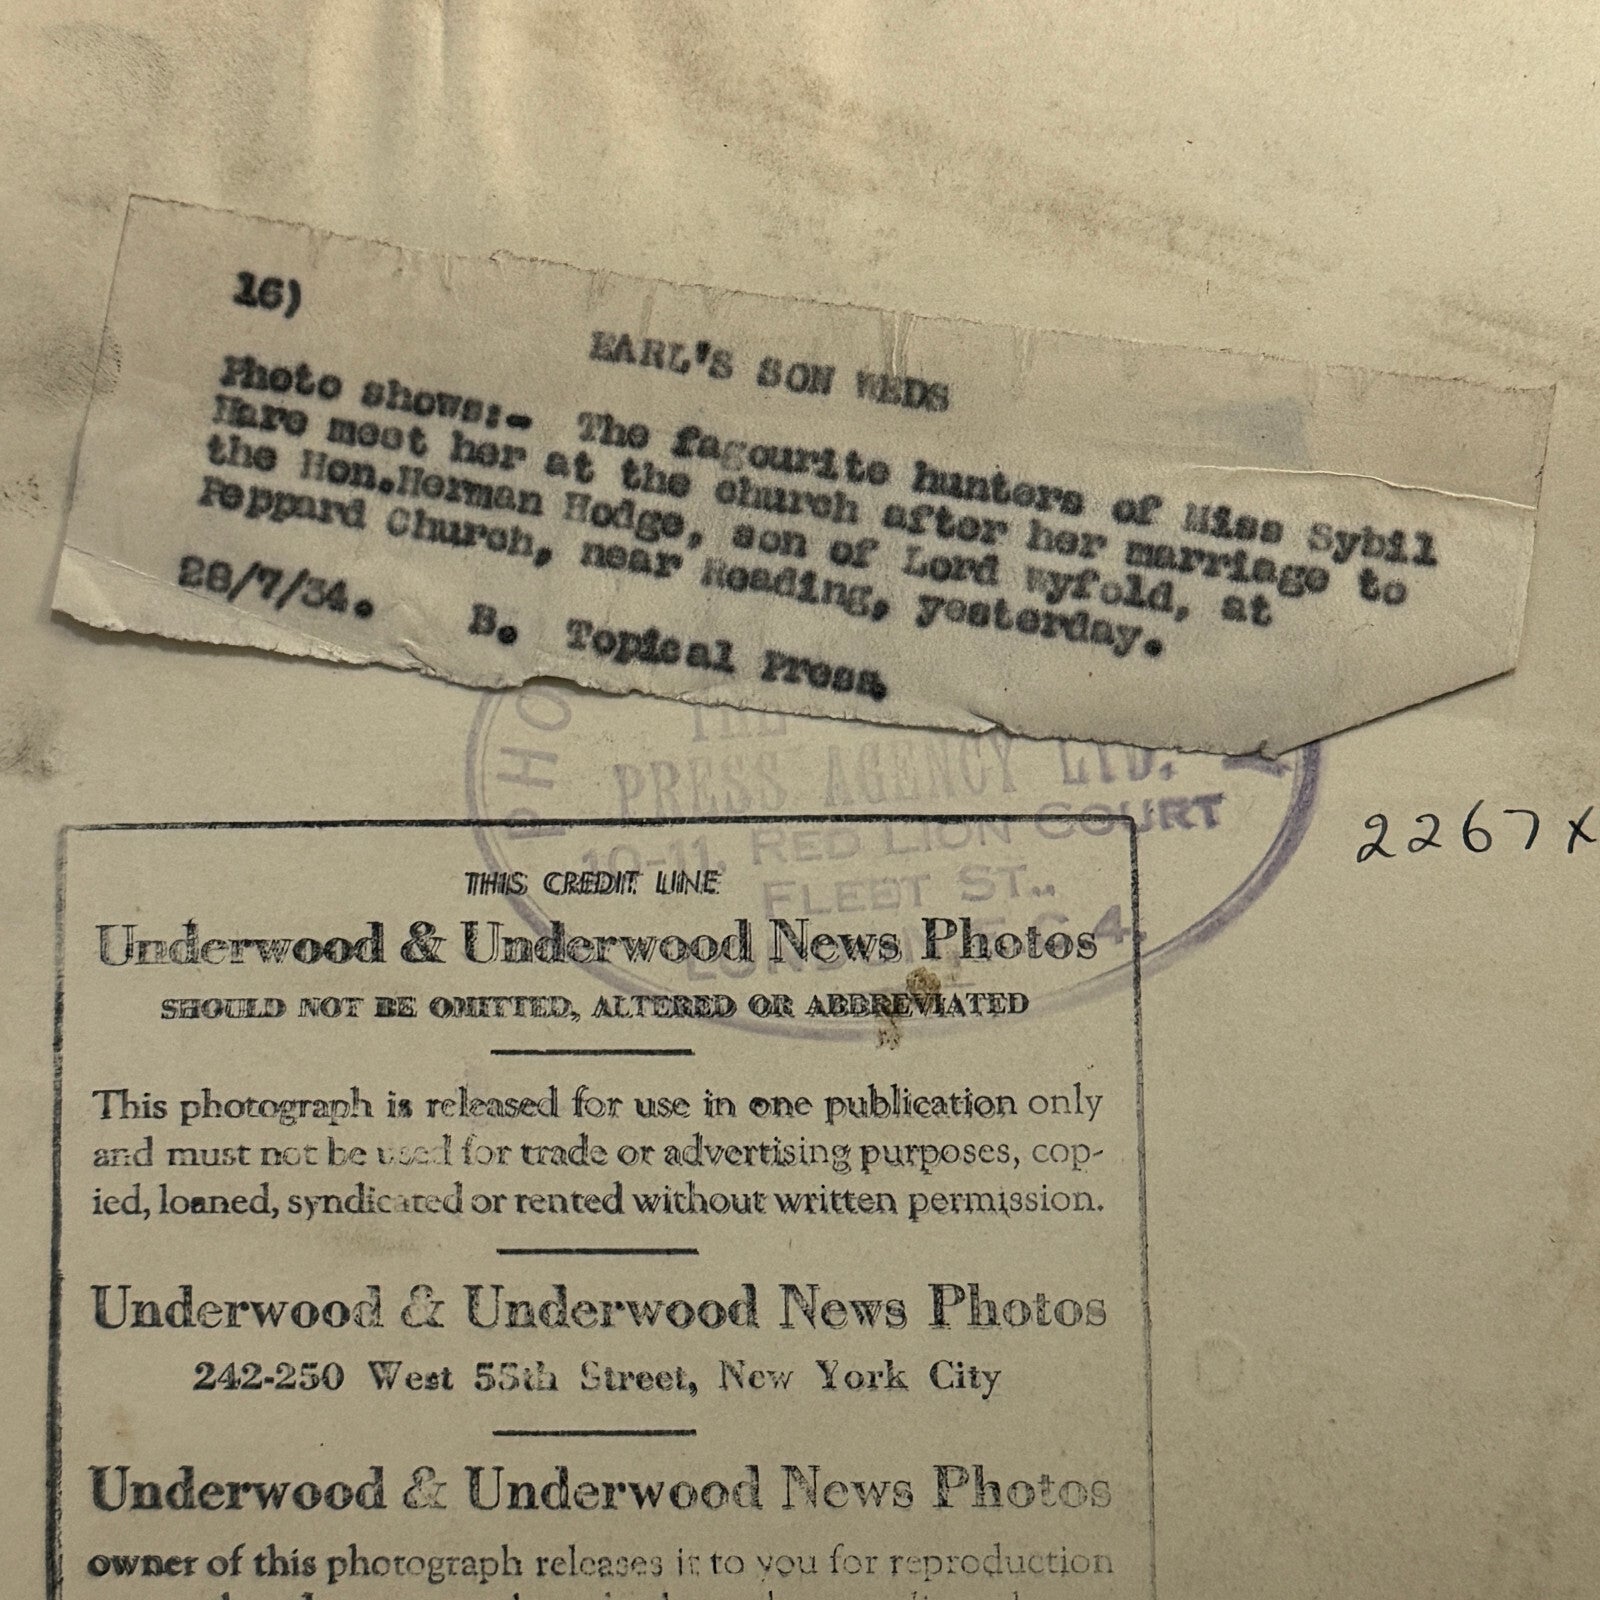 16)
EARL'S SON WEDS
Photo shows:- The fagourite hunters of Miss Sybil
Hare meet her at the church after her marriage to
the Hon.Herman Hodge, son of Lord Wyfold, at
Peppard Church, near Reading, yesterday.
28/7/34. B. Topical Press.
PHO
THE
PRESS AGENCY LTD.
10-11, RED LION COURT
FLEET ST.,
LONDON, E.C.4.
2267x
THIS CREDIT LINE
Underwood & Underwood News Photos
SHOULD NOT BE OMITTED, ALTERED OR ABBREVIATED
This photograph is released for use in one publication only
and must not be used for trade or advertising purposes, cop-
ied, loaned, syndicated or rented without written permission.
Underwood & Underwood News Photos
242-250 West 55th Street, New York City
Underwood & Underwood News Photos
owner of this photograph releases it to you for reproduction